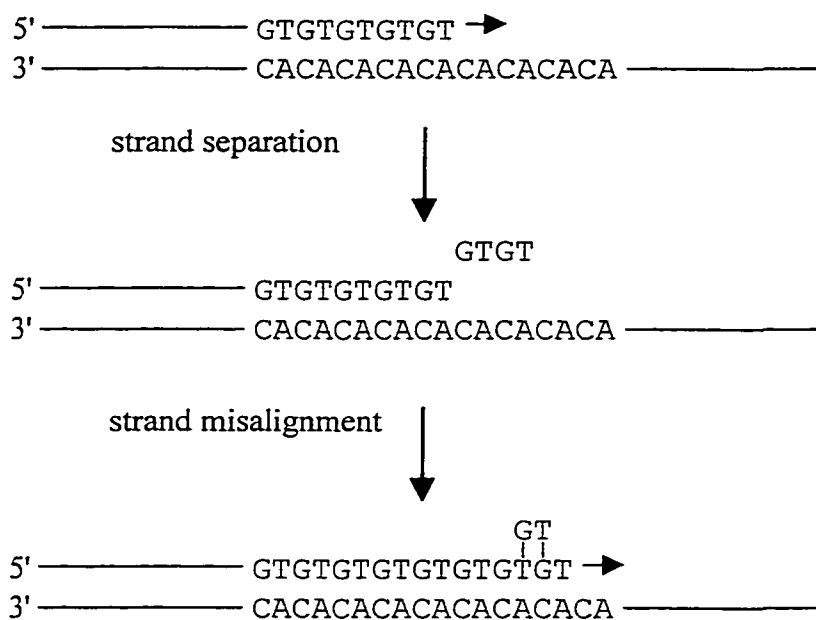 5' GTGTGTGTGT
3' CACACACACACACACACA
strand separation
GTGT
5' GTGTGTGTGT
3' CACACACACACACACACA
strand misalignment
GT
5' GTGTGTGTGTGTGTGT
3' CACACACACACACACACA